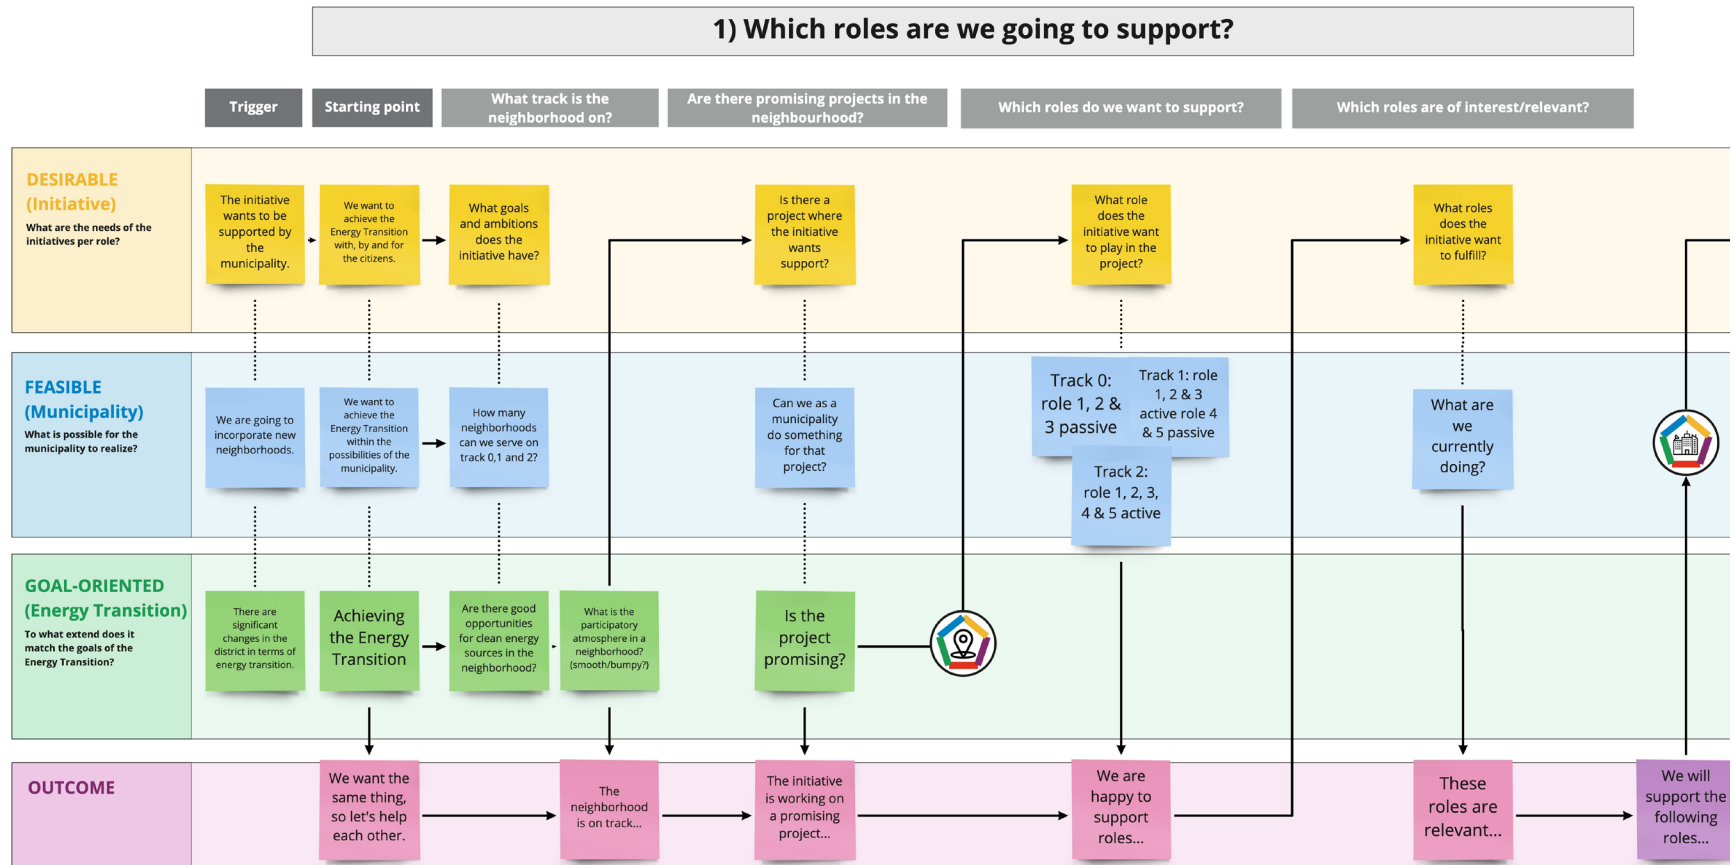 1) Which roles are we going to support?
Trigger
Starting point
What track is the
neighborhood on?
Are there promising projects in the
neighbourhood?
Which roles do we want to support?
Which roles are of interest/relevant?
DESIRABLE
(Initiative)
What are the needs of the
initiatives per role?
The initiative
wants to be
supported by
the
municipality.
We want to
achieve the
Energy Transition
with, by and for
the citizens.
What goals
and ambitions
does the
initiative have?
Is there a
project where
the initiative
wants
support?
What role
does the
initiative want
to play in the
project?
What roles
does the
initiative want
to fulfill?
FEASIBLE
(Municipality)
What is possible for the
municipality to realize?
We are going to
incorporate new
neighborhoods.
We want to
achieve the
Energy Transition
within the
possibilities of the
municipality.
How many
neighborhoods
can we serve on
track 0,1 and 2?
Can we as a
municipality
do something
for that
project?
Track 0:
role 1, 2 &
3 passive
Track 1: role
1, 2 & 3
active role 4
& 5 passive
Track 2:
role 1, 2, 3,
4 & 5 active
What are
we
currently
doing?
GOAL-ORIENTED
(Energy Transition)
To what extend does it
match the goals of the
Energy Transition?
There are
significant
changes in the
district in terms of
energy transition.
Achieving
the Energy
Transition
Are there good
opportunities
for clean energy
sources in the
neighborhood?
What is the
participatory
atmosphere in a
neighborhood?
(smooth/bumpy?)
Is the
project
promising?
OUTCOME
We want the
same thing,
so let's help
each other.
The
neighborhood
is on track...
The initiative
is working on
a promising
project...
We are
happy to
support
roles...
These
roles are
relevant...
We will
support the
following
roles...